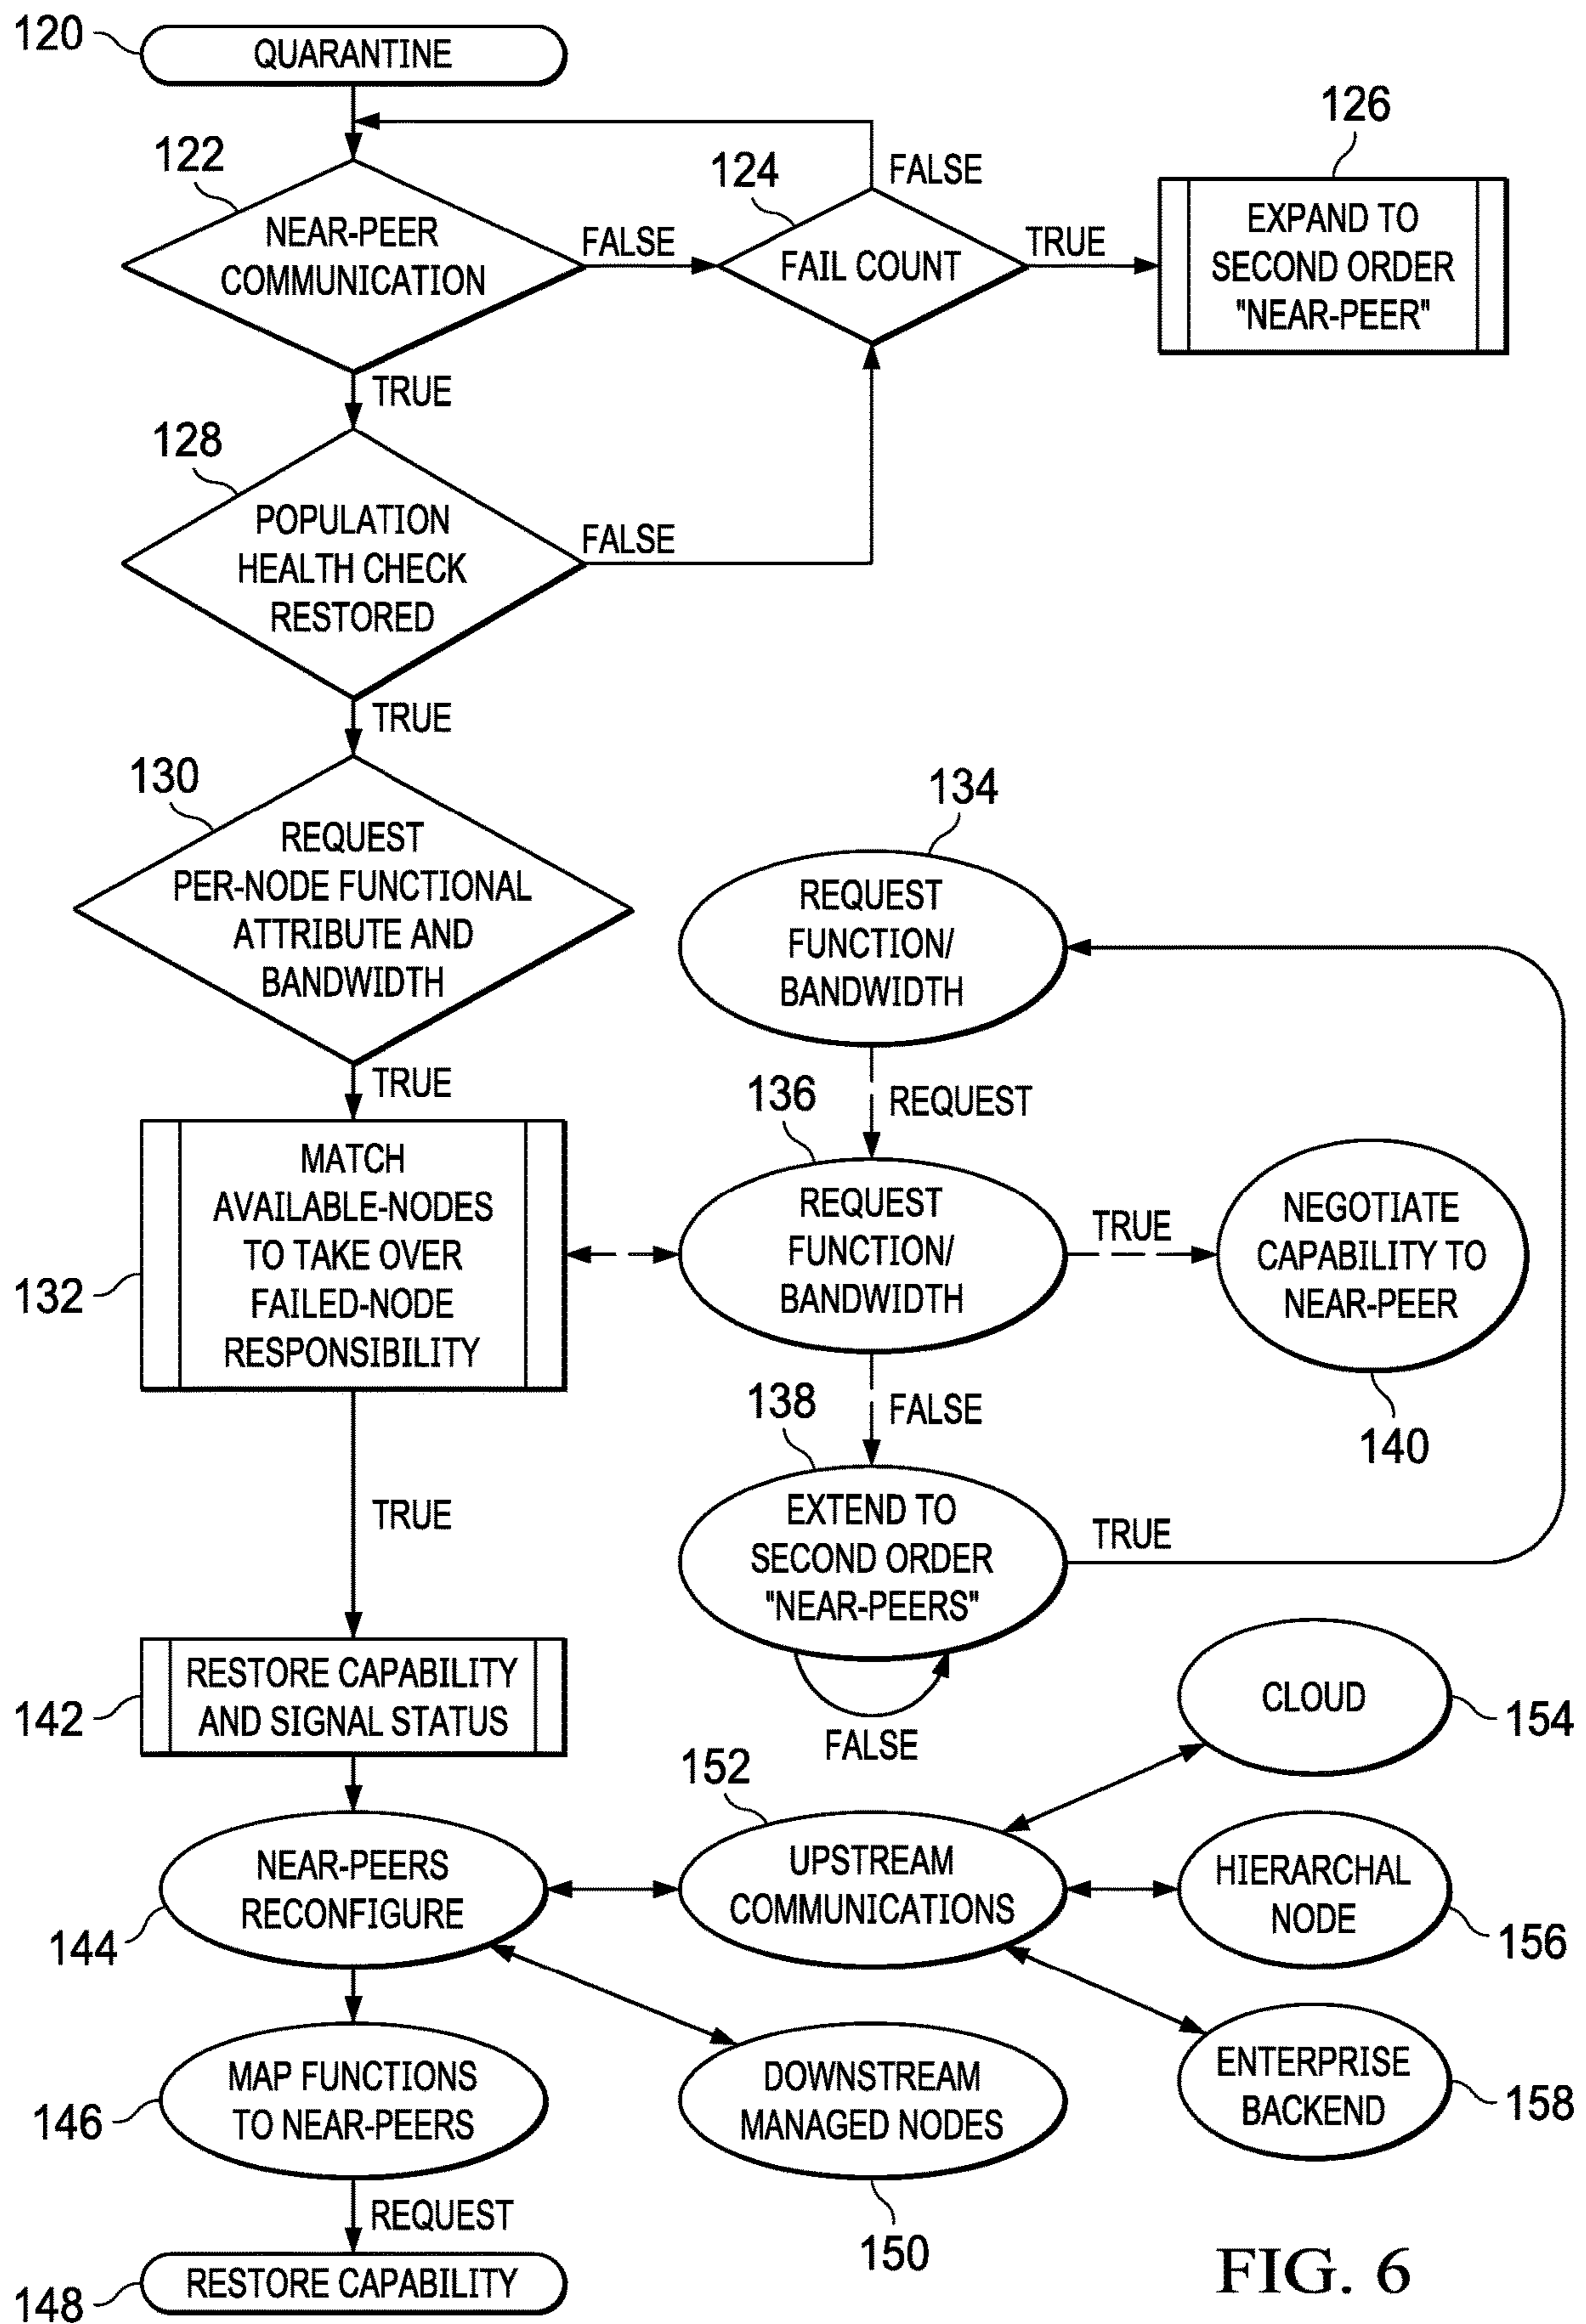 120
QUARANTINE
122
NEAR-PEER
COMMUNICATION
FALSE
124
FAIL COUNT
FALSE
TRUE
126
EXPAND TO
SECOND ORDER
"NEAR-PEER"
TRUE
128
POPULATION
HEALTH CHECK
RESTORED
FALSE
TRUE
130
REQUEST
PER-NODE FUNCTIONAL
ATTRIBUTE AND
BANDWIDTH
TRUE
132
MATCH
AVAILABLE-NODES
TO TAKE OVER
FAILED-NODE
RESPONSIBILITY
TRUE
134
REQUEST
FUNCTION/
BANDWIDTH
REQUEST
136
REQUEST
FUNCTION/
BANDWIDTH
TRUE
NEGOTIATE
CAPABILITY TO
NEAR-PEER
140
FALSE
138
EXTEND TO
SECOND ORDER
"NEAR-PEERS"
TRUE
FALSE
142
RESTORE CAPABILITY
AND SIGNAL STATUS
144
NEAR-PEERS
RECONFIGURE
152
UPSTREAM
COMMUNICATIONS
CLOUD
154
HIERARCHAL
NODE
156
ENTERPRISE
BACKEND
158
146
MAP FUNCTIONS
TO NEAR-PEERS
DOWNSTREAM
MANAGED NODES
150
REQUEST
148
RESTORE CAPABILITY
FIG. 6